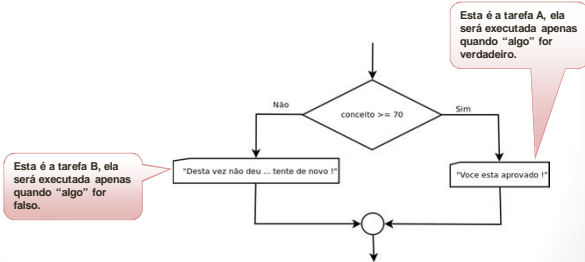 Esta é a tarefa A, ela
será executada apenas
quando “algo” for
verdadeiro.
Não
conceito >= 70
Sim
Esta é a tarefa B, ela
será executada apenas
quando “algo” for
falso.
"Desta vez não deu ... tente de novo !"
"Voce esta aprovado !"